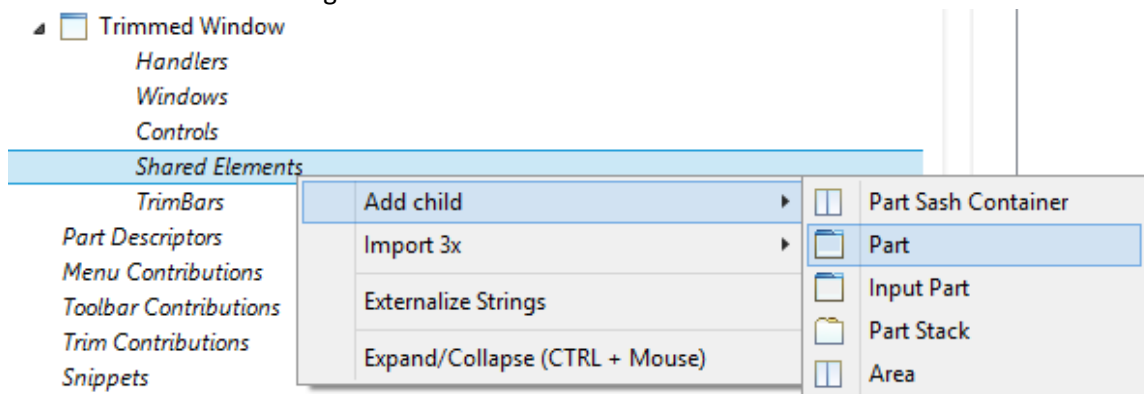 Trimmed Window
Handlers
Windows
Controls
Shared Elements
TrimBars
Part Descriptors
Menu Contributions
Toolbar Contributions
Trim Contributions
Snippets
Add child
Import 3x
Externalize Strings
Expand/Collapse (CTRL + Mouse)
Part Sash Container
Part
Input Part
Part Stack
Area